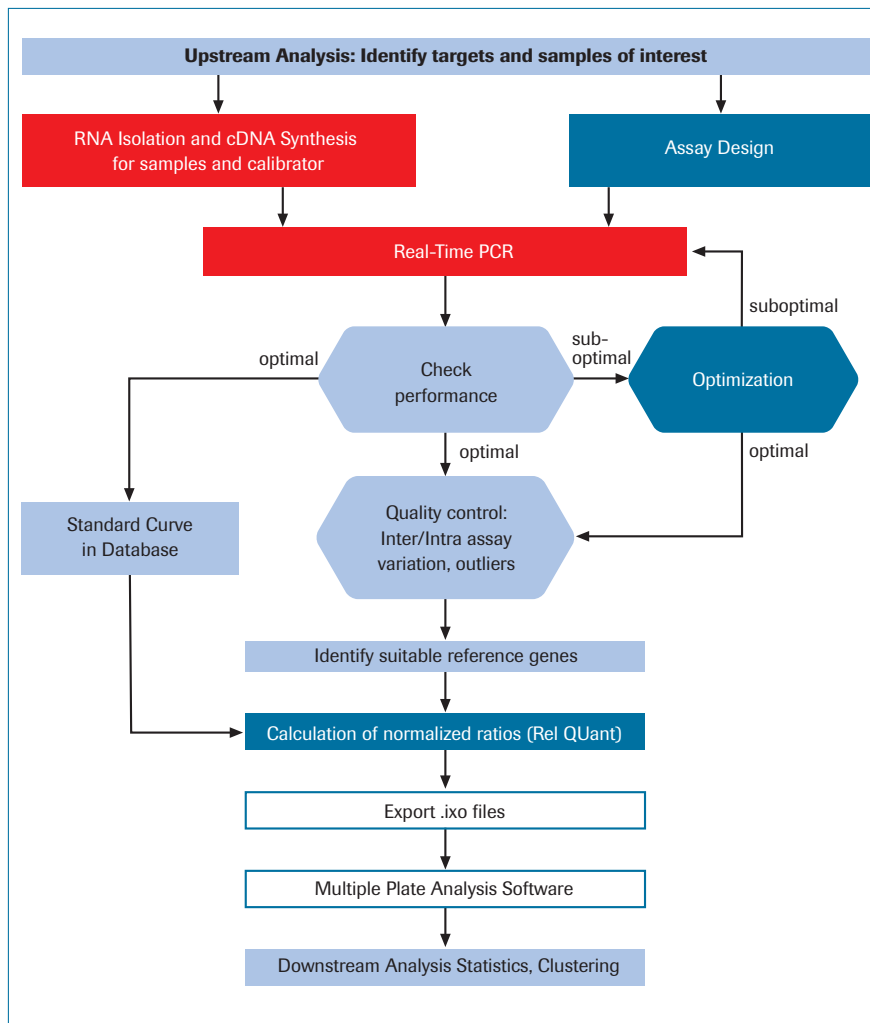 Upstream Analysis: Identify targets and samples of interest
RNA Isolation and cDNA Synthesis
for samples and calibrator
Assay Design
Real-Time PCR
suboptimal
optimal
sub-
optimal
Check
performance
Optimization
optimal
optimal
Standard Curve
in Database
Quality control:
Inter/Intra assay
variation, outliers
Identify suitable reference genes
Calculation of normalized ratios (Rel QUant)
Export .ixo files
Multiple Plate Analysis Software
Downstream Analysis Statistics, Clustering